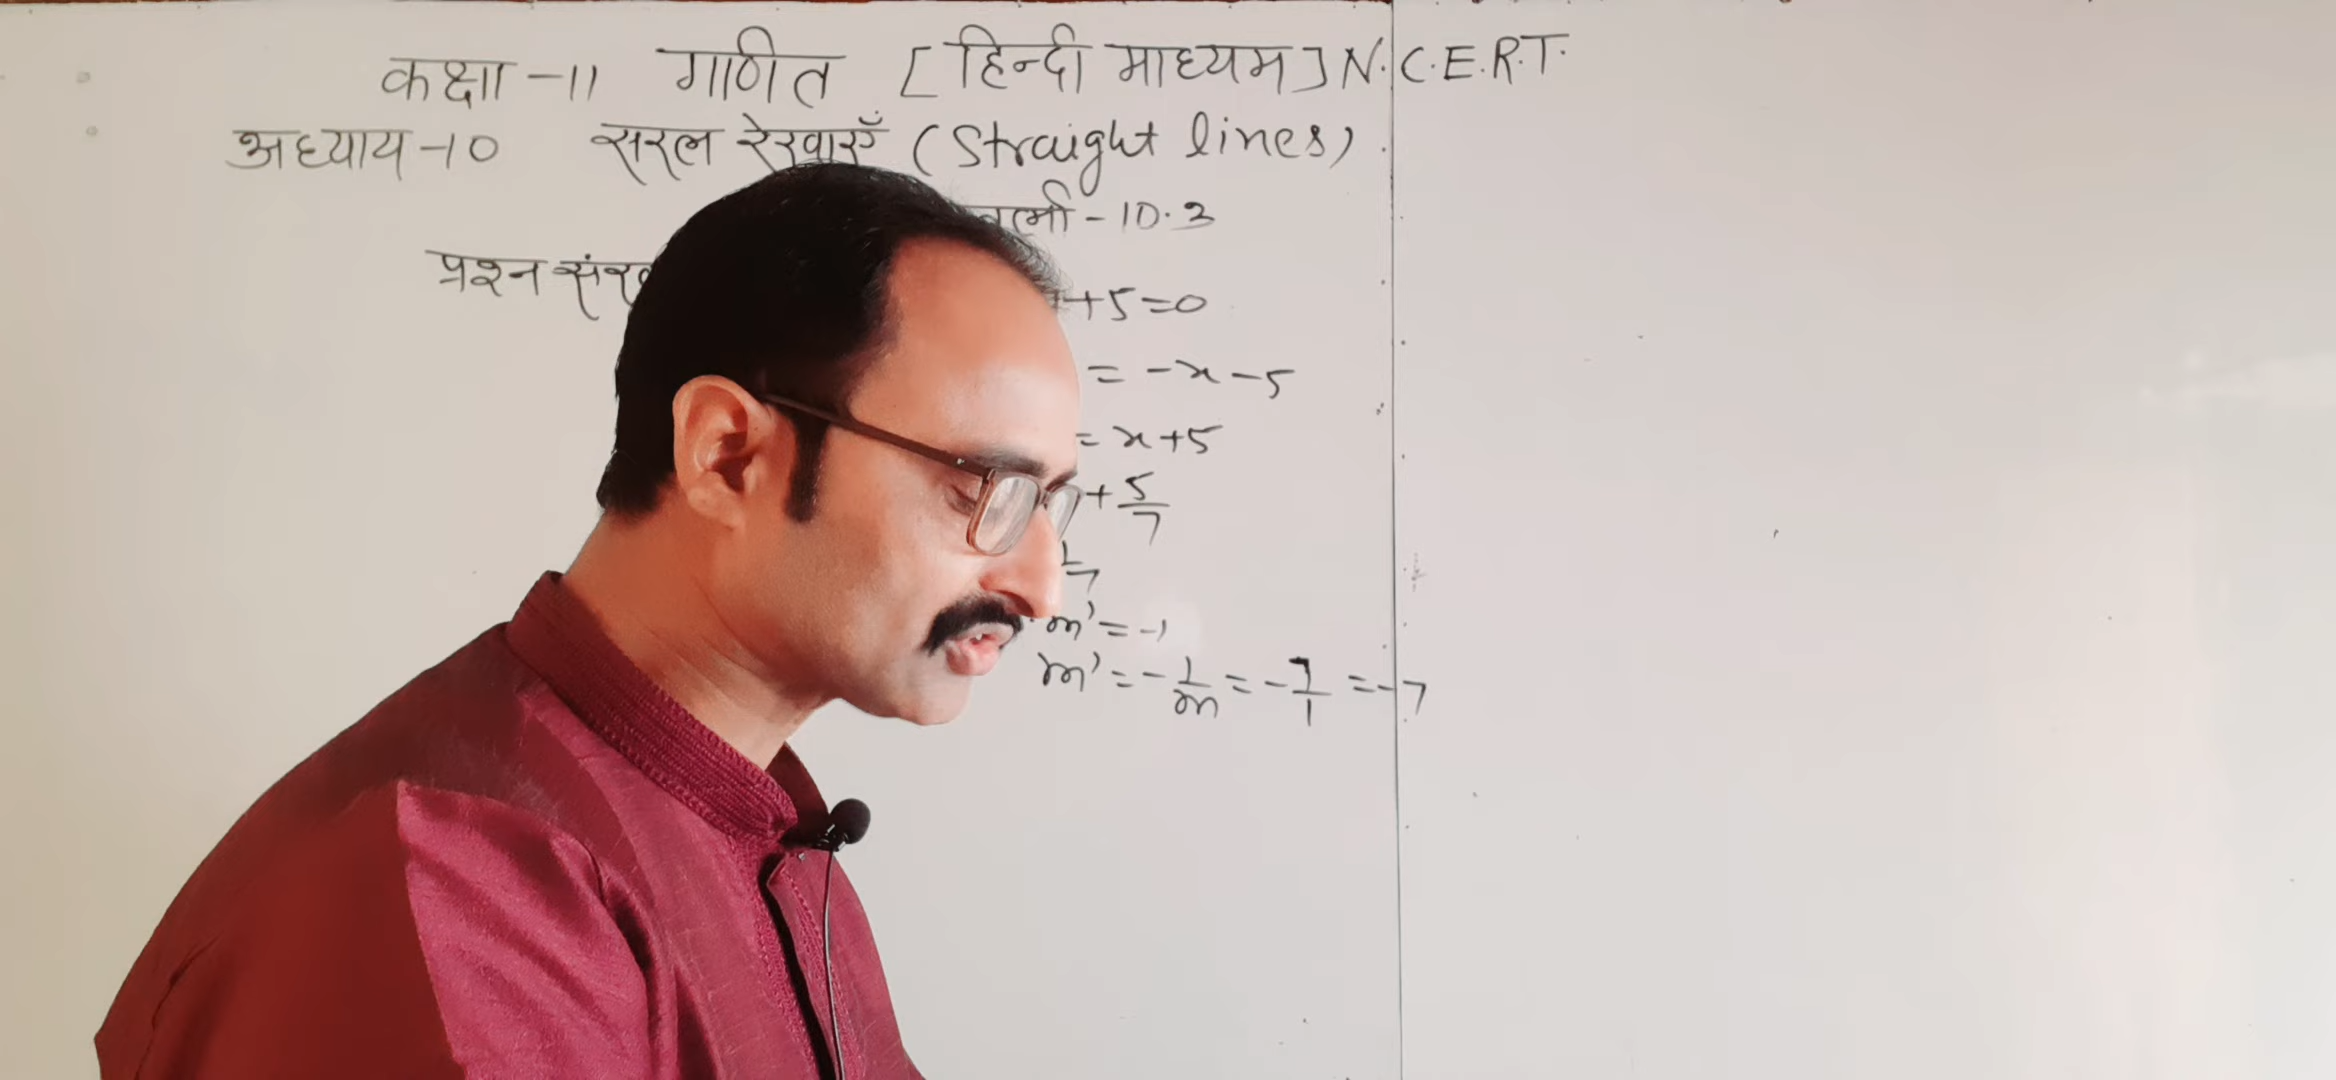 कक्षा -11 गणित [हिन्दी माध्यम] N.C.E.R.T.
अध्याय -10 सरल रेखाएँ (Straight lines)
- 10.3
प्रश्न
+5=0
= -x-5
= x+5
+ 5/7
m' = -1
m' = -1/m = -7/1 = -7